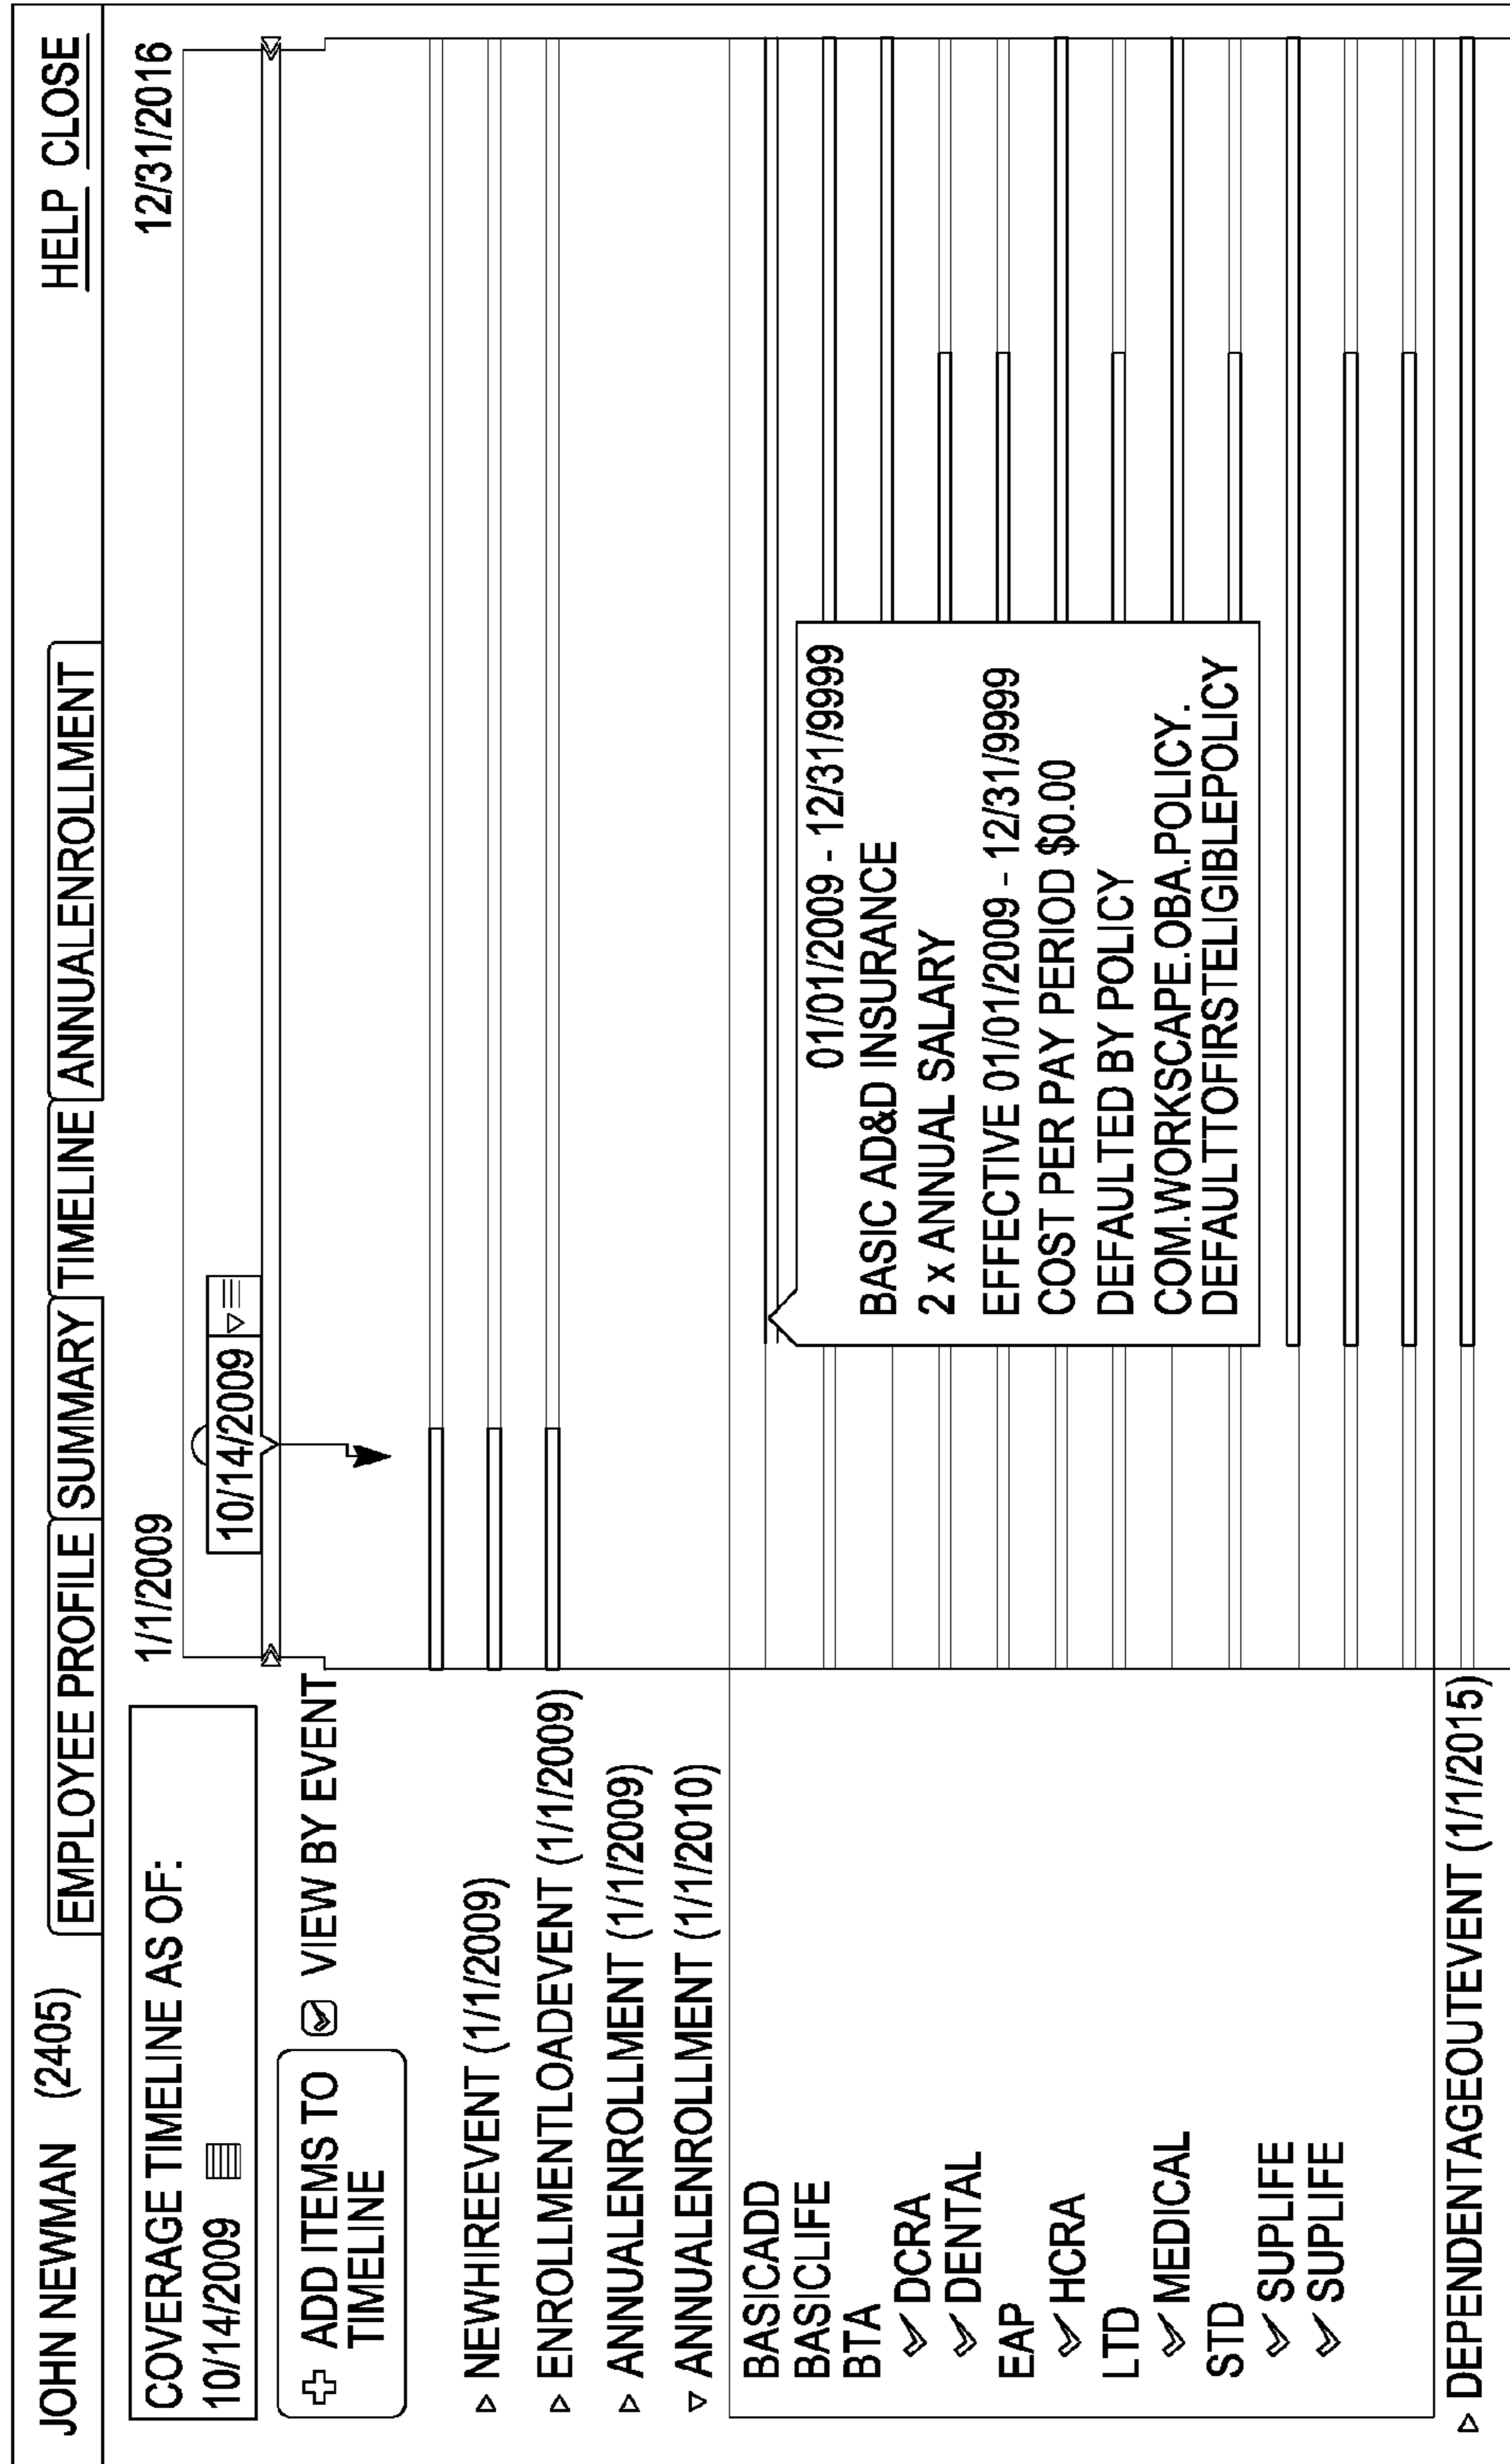 JOHN NEWMAN (2405)
EMPLOYEE PROFILE
SUMMARY
TIMELINE
ANNUALENROLLMENT
HELP CLOSE
COVERAGE TIMELINE AS OF:
10/14/2009
1/1/2009
12/31/2016
10/14/2009
ADD ITEMS TO
TIMELINE
VIEW BY EVENT
NEWHIREEVENT (1/1/2009)
ENROLLMENTLOADEVENT (1/1/2009)
ANNUALENROLLMENT (1/1/2009)
ANNUALENROLLMENT (1/1/2010)
BASICADD
BASICLIFE
BTA
DCRA
DENTAL
EAP
HCRA
LTD
MEDICAL
STD
SUPLIFE
SUPLIFE
01/01/2009 - 12/31/9999
BASIC AD&D INSURANCE
2 x ANNUAL SALARY
EFFECTIVE 01/01/2009 - 12/31/9999
COST PER PAY PERIOD $0.00
DEFAULTED BY POLICY
COM.WORKSCAPE.OBA.POLICY.
DEFAULTTOFIRSTELIGIBLEPOLICY
DEPENDENTAGEOUTEVENT (1/1/2015)